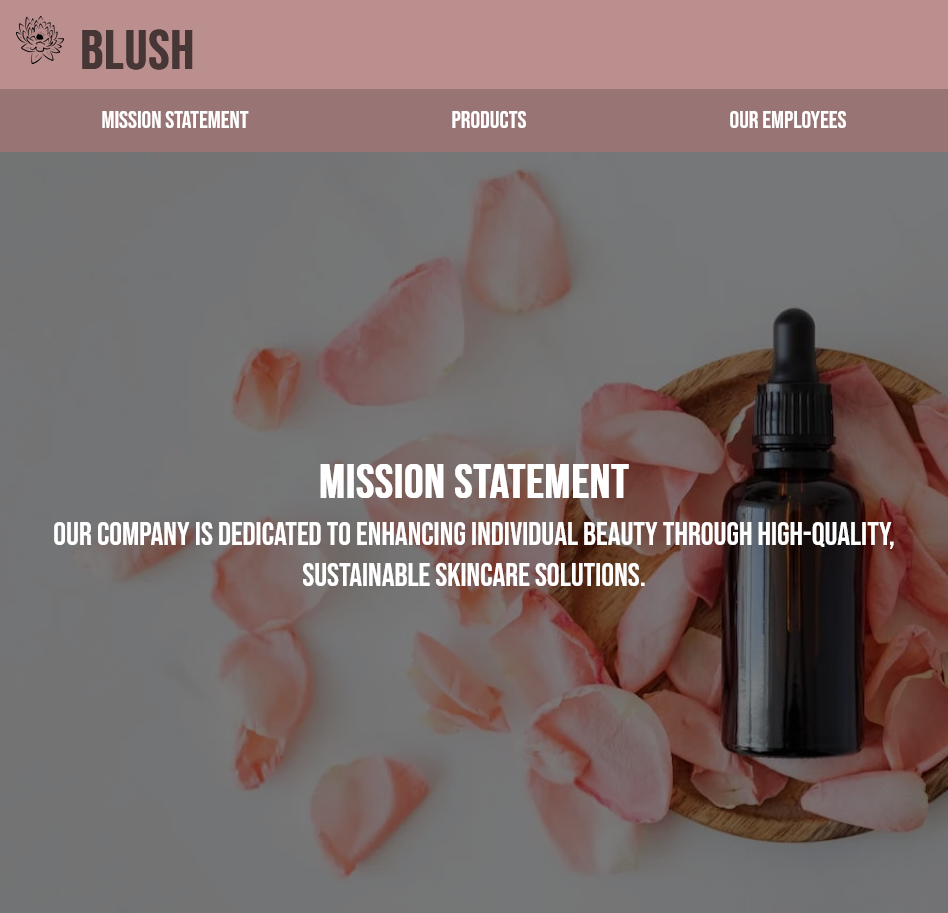 BLUSH
MISSION STATEMENT
PRODUCTS
OUR EMPLOYEES
MISSION STATEMENT
OUR COMPANY IS DEDICATED TO ENHANCING INDIVIDUAL BEAUTY THROUGH HIGH-QUALITY,
SUSTAINABLE SKINCARE SOLUTIONS.